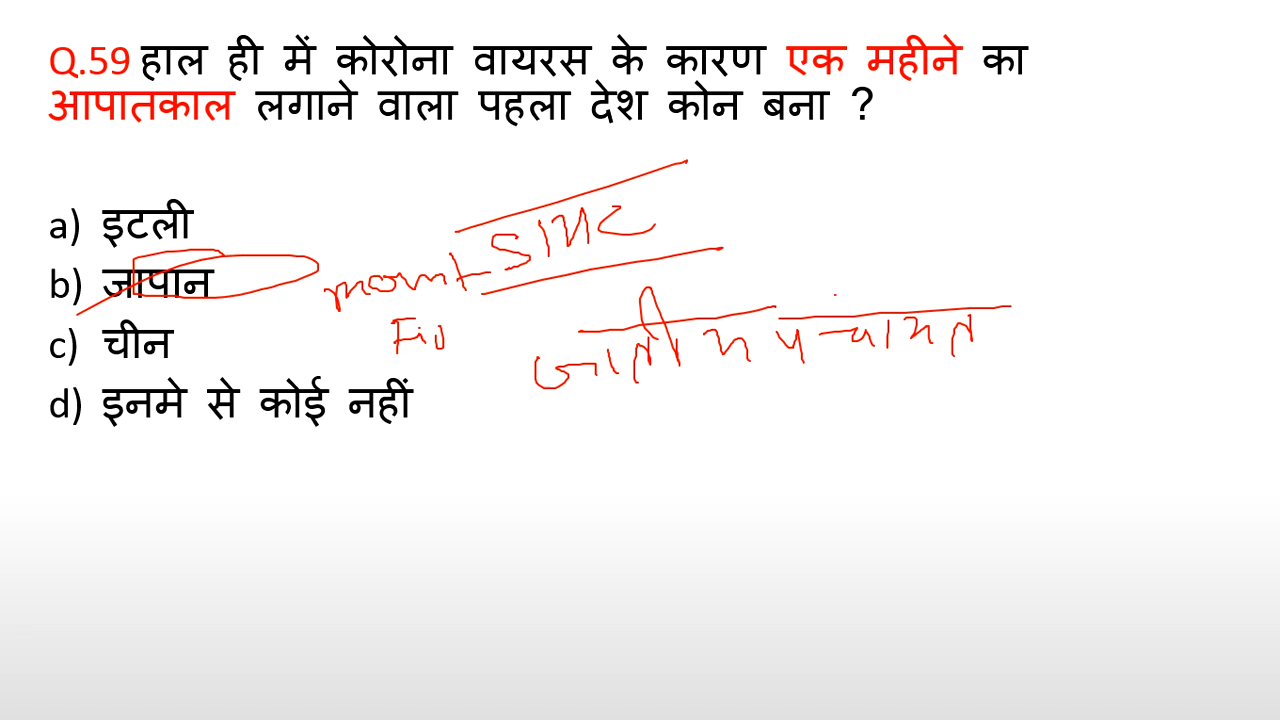 Q.59 हाल ही में कोरोना वायरस के कारण एक महीने का
आपातकाल लगाने वाला पहला देश कोन बना ?
a) इटली
b) जापान
c) चीन
d) इनमे से कोई नहीं